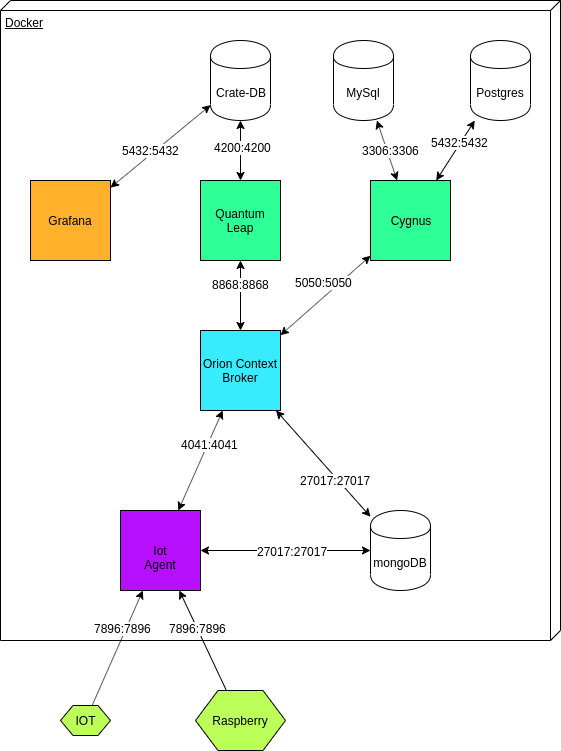 Docker
Crate-DB
MySql
Postgres
5432:5432
4200:4200
3306:3306
5432:5432
Grafana
Quantum
Leap
Cygnus
8868:8868
5050:5050
Orion Context
Broker
4041:4041
27017:27017
Iot
Agent
27017:27017
mongoDB
7896:7896
7896:7896
IOT
Raspberry